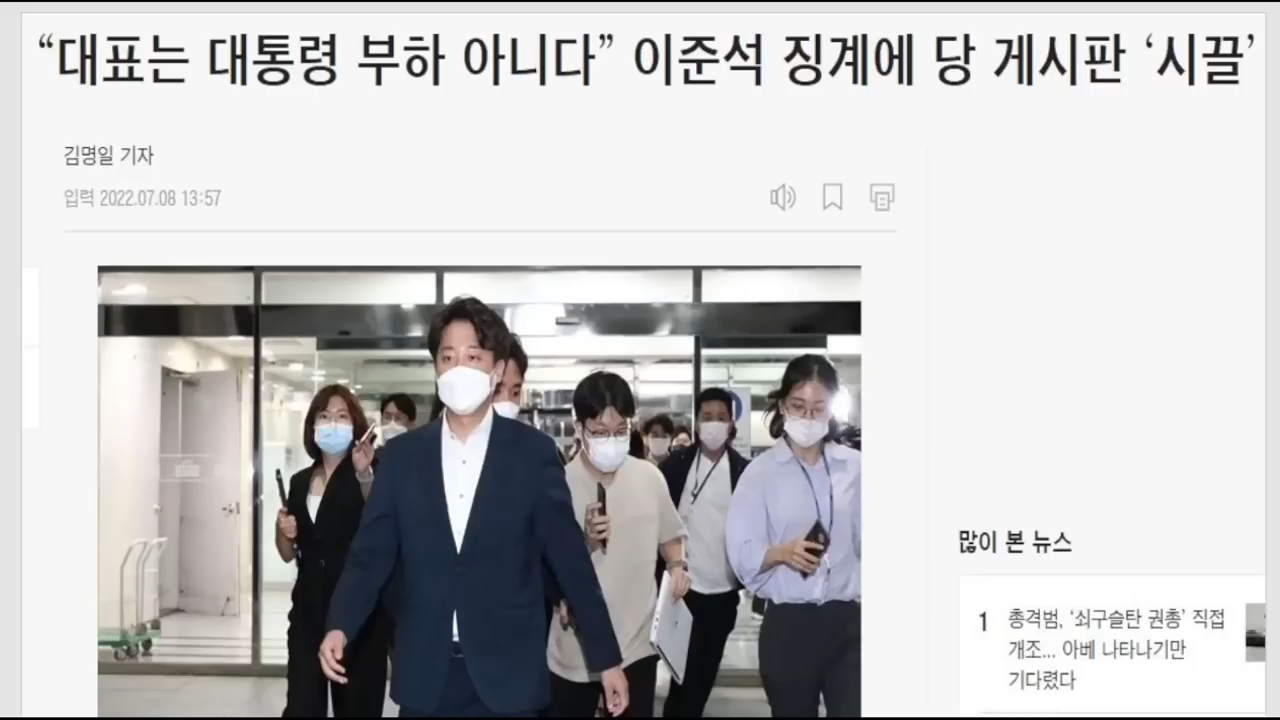 “대표는 대통령 부하 아니다” 이준석 징계에 당 게시판 ‘시끌’
김명일 기자
입력 2022.07.08 13:57
많이 본 뉴스
1 총격범, ‘쇠구슬탄 권총’ 직접
개조... 아베 나타나기만
기다렸다